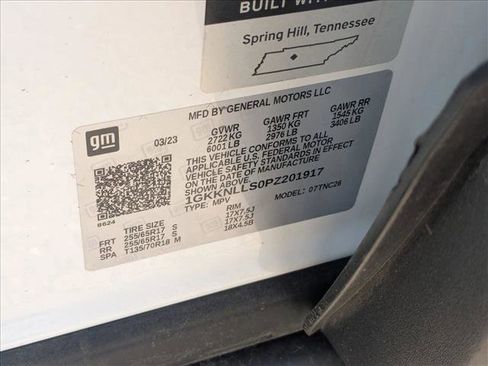 BUILT WITH
Spring Hill, Tennessee
gm
MFD BY GENERAL MOTORS LLC
03/23 GVWR GAWR FRT GAWR RR
2722 KG 1350 KG 1545 KG
6001 LB 2976 LB 3406 LB
THIS VEHICLE CONFORMS TO ALL
APPLICABLE U.S. FEDERAL MOTOR
VEHICLE SAFETY STANDARDS IN
EFFECT ON THE DATE OF
MANUFACTURE SHOWN ABOVE.
1GKKNLLS0PZ201917
TYPE: MPV MODEL: 07TNC26
8624
TIRE SIZE RIM
FRT 255/65R17 S 17X7.5J
RR 255/65R17 S 17X7.5J
SPA T135/70R18 M 18X4.5B